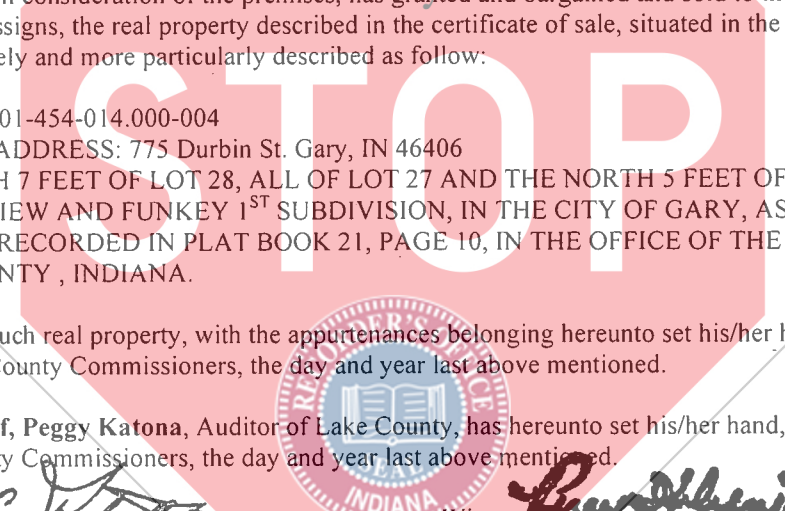 consideration of the premises, has granted and bargained and sold to
ssigns, the real property described in the certificate of sale, situated in the
ely and more particularly described as follow:
01-454-014.000-004
ADDRESS: 775 Durbin St. Gary, IN 46406
H 7 FEET OF LOT 28, ALL OF LOT 27 AND THE NORTH 5 FEET OF
IEW AND FUNKEY 1ST SUBDIVISION, IN THE CITY OF GARY, AS
RECORDED IN PLAT BOOK 21, PAGE 10, IN THE OFFICE OF THE
NTY , INDIANA.
uch real property, with the appurtenances belonging hereunto set his/her h
County Commissioners, the day and year last above mentioned.
f, Peggy Katona, Auditor of Lake County, has hereunto set his/her hand,
ty Commissioners, the day and year last above mentioned.
STOP
RECORDER'S OFFICE
SEAL
INDIANA